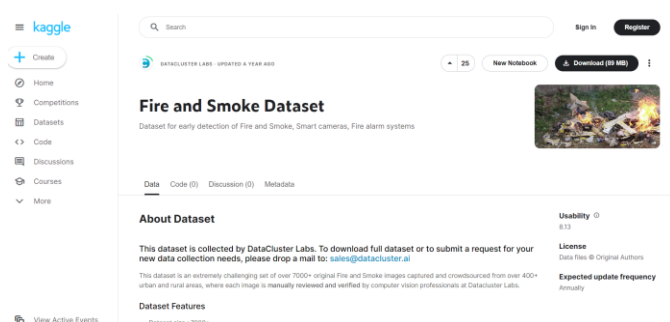 kaggle
Search
Sign In
Register
Create
DATACLUSTER LABS · UPDATED A YEAR AGO
25
New Notebook
Download (89 MB)
Home
Competitions
Datasets
Code
Discussions
Courses
More
Fire and Smoke Dataset
Dataset for early detection of Fire and Smoke, Smart cameras, Fire alarm systems
Data Code (0) Discussion (0) Metadata
About Dataset
This dataset is collected by DataCluster Labs. To download full dataset or to submit a request for your
new data collection needs, please drop a mail to: sales@datacluster.ai
This dataset is an extremely challenging set of over 7000+ original Fire and Smoke images captured and crowdsourced from over 400+
urban and rural areas, where each image is manually reviewed and verified by computer vision professionals at Datacluster Labs.
Dataset Features
Usability
8.13
License
Data files © Original Authors
Expected update frequency
Annually
View Active Events